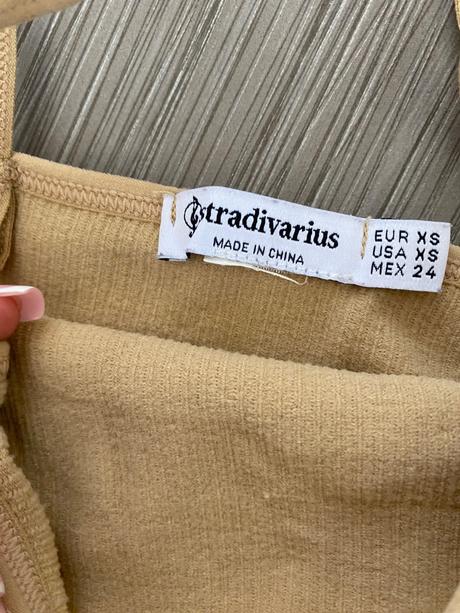 stradivarius
MADE IN CHINA
EUR XS
USA XS
MEX 24